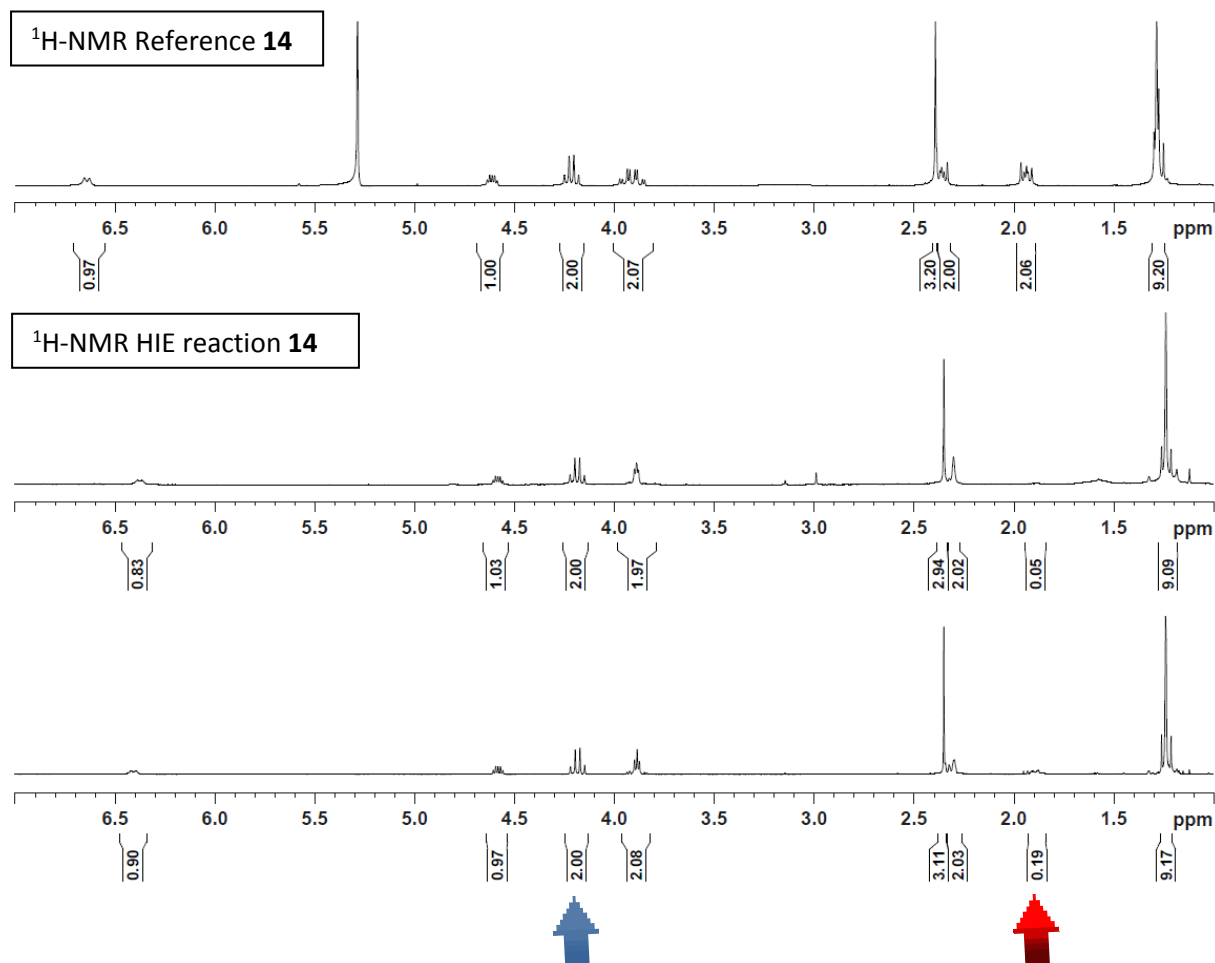 ¹H-NMR Reference 14
6.5 6.0 5.5 5.0 4.5 4.0 3.5 3.0 2.5 2.0 1.5 ppm
0.97 1.00 2.00 2.07 3.20 2.00 2.06 9.20
¹H-NMR HIE reaction 14
6.5 6.0 5.5 5.0 4.5 4.0 3.5 3.0 2.5 2.0 1.5 ppm
0.83 1.03 2.00 1.97 2.94 2.02 0.05 9.09
6.5 6.0 5.5 5.0 4.5 4.0 3.5 3.0 2.5 2.0 1.5 ppm
0.90 0.97 2.00 2.08 3.11 2.03 0.19 9.17